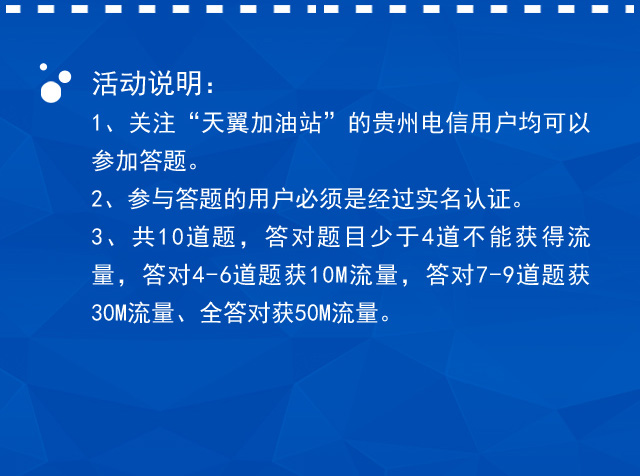 活动说明：
1、关注“天翼加油站”的贵州电信用户均可以
参加答题。
2、参与答题的用户必须是经过实名认证。
3、共10道题，答对题目少于4道不能获得流
量，答对4-6道题获10M流量，答对7-9道题获
30M流量、全答对获50M流量。